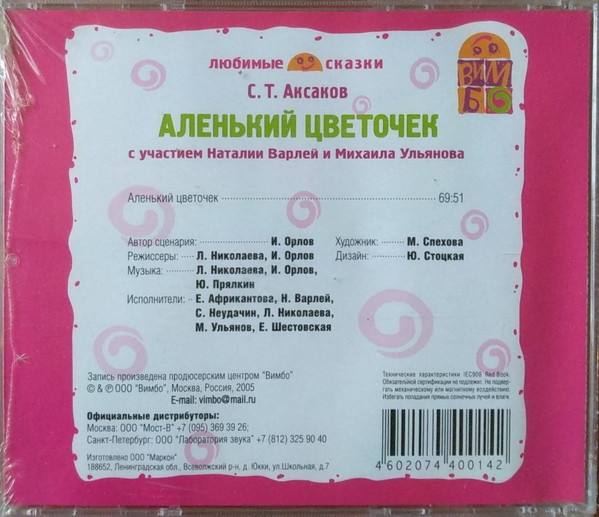 любимые сказки
ВИМБО
С. Т. Аксаков
АЛЕНЬКИЙ ЦВЕТОЧЕК
с участием Наталии Варлей и Михаила Ульянова
Аленький цветочек 69:51
Автор сценария: И. Орлов
Режиссеры: Л. Николаева, И. Орлов
Музыка: Л. Николаева, И. Орлов,
Ю. Прялкин
Исполнители: Е. Африкантова, Н. Варлей,
С. Неудачин, Л. Николаева,
М. Ульянов, Е. Шестовская
Художник: М. Спехова
Дизайн: Ю. Стоцкая
Запись произведена продюсерским центром "Вимбо"
© & ℗ ООО "Вимбо", Москва, Россия, 2005
E-mail: vimbo@mail.ru
Официальные дистрибуторы:
Москва: ООО "Мост-В" +7 (095) 369 39 26;
Санкт-Петербург: ООО "Лаборатория звука" +7 (812) 325 90 40
Изготовлено ООО "Маркон"
188652, Ленинградская обл., Всеволжский р-н, д. Юкки, ул.Школьная, д.7
Технические характеристики IEC908 Red Book.
Обязательной сертификации не подлежит. Не подвер-
гать механическому или магнитному воздействию.
Избегать попадания прямых солнечных лучей и влаги.
4 602074 400142